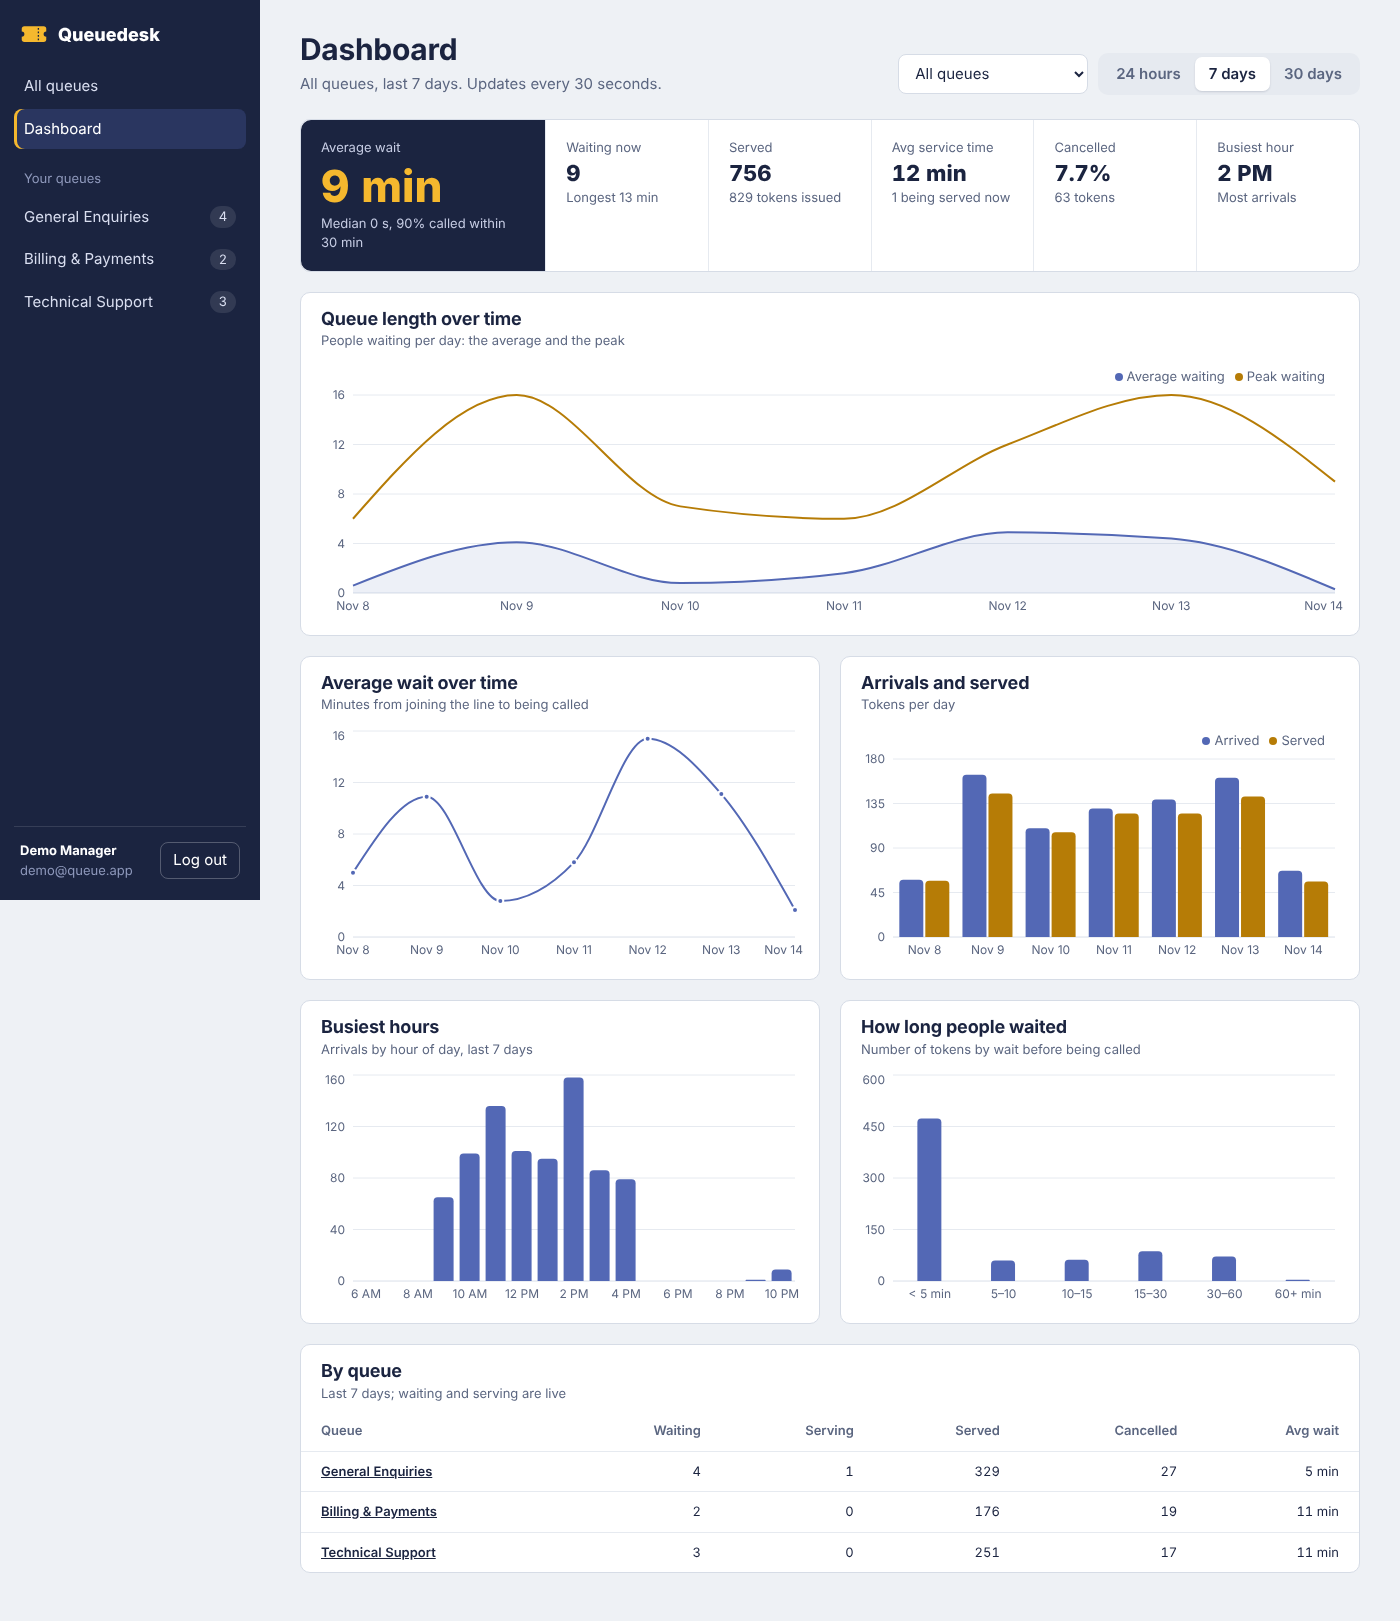 Queuedesk
All queues
Dashboard
Your queues
General Enquiries 4
Billing & Payments 2
Technical Support 3
Demo Manager
demo@queue.app
Log out
Dashboard
All queues, last 7 days. Updates every 30 seconds.
All queues
24 hours 7 days 30 days
Average wait
9 min
Median 0 s, 90% called within
30 min
Waiting now
9
Longest 13 min
Served
756
829 tokens issued
Avg service time
12 min
1 being served now
Cancelled
7.7%
63 tokens
Busiest hour
2 PM
Most arrivals
Queue length over time
People waiting per day: the average and the peak
Average waiting Peak waiting
16
12
8
4
0
Nov 8 Nov 9 Nov 10 Nov 11 Nov 12 Nov 13 Nov 14
Average wait over time
Minutes from joining the line to being called
16
12
8
4
0
Nov 8 Nov 9 Nov 10 Nov 11 Nov 12 Nov 13 Nov 14
Arrivals and served
Tokens per day
Arrived Served
180
135
90
45
0
Nov 8 Nov 9 Nov 10 Nov 11 Nov 12 Nov 13 Nov 14
Busiest hours
Arrivals by hour of day, last 7 days
160
120
80
40
0
6 AM 8 AM 10 AM 12 PM 2 PM 4 PM 6 PM 8 PM 10 PM
How long people waited
Number of tokens by wait before being called
600
450
300
150
0
< 5 min 5–10 10–15 15–30 30–60 60+ min
By queue
Last 7 days; waiting and serving are live
Queue Waiting Serving Served Cancelled Avg wait
General Enquiries 4 1 329 27 5 min
Billing & Payments 2 0 176 19 11 min
Technical Support 3 0 251 17 11 min